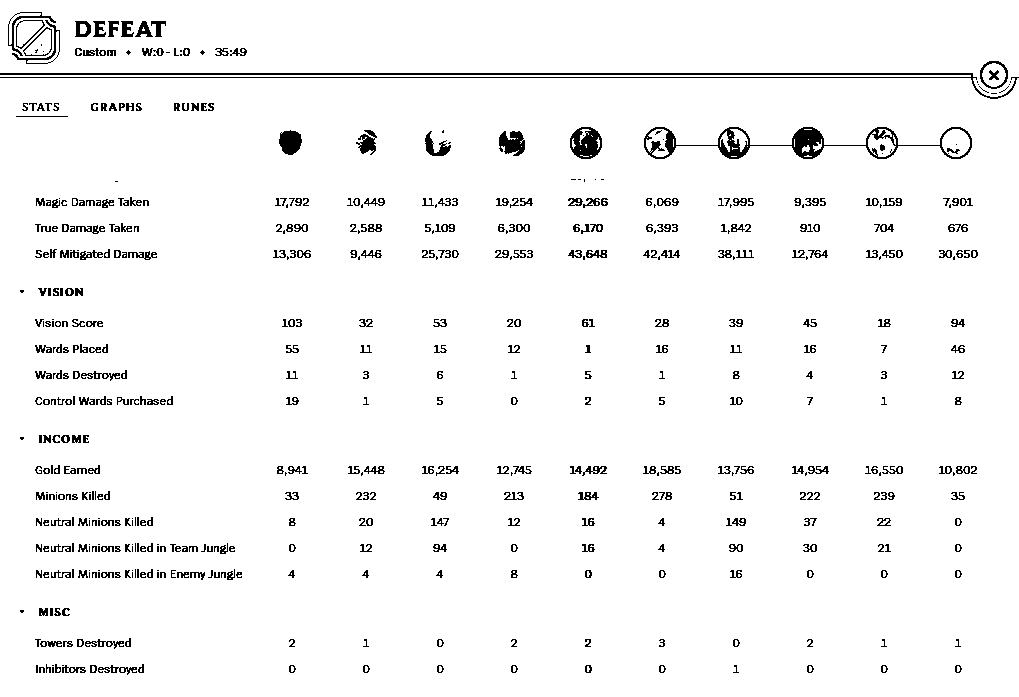 DEFEAT
Custom • W:0 - L:0 • 35:49
STATS GRAPHS RUNES
Magic Damage Taken 17,792 10,449 11,433 19,254 29,266 6,069 17,995 9,395 10,159 7,901
True Damage Taken 2,890 2,588 5,109 6,300 6,170 6,393 1,842 910 704 676
Self Mitigated Damage 13,306 9,446 25,730 29,553 43,648 42,414 38,111 12,764 13,450 30,650
VISION
Vision Score 103 32 53 20 61 28 39 45 18 94
Wards Placed 55 11 15 12 1 16 11 16 7 46
Wards Destroyed 11 3 6 1 5 1 8 4 3 12
Control Wards Purchased 19 1 5 0 2 5 10 7 1 8
INCOME
Gold Earned 8,941 15,448 16,254 12,745 14,492 18,585 13,756 14,954 16,550 10,802
Minions Killed 33 232 49 213 184 278 51 222 239 35
Neutral Minions Killed 8 20 147 12 16 4 149 37 22 0
Neutral Minions Killed in Team Jungle 0 12 94 0 16 4 90 30 21 0
Neutral Minions Killed in Enemy Jungle 4 4 4 8 0 0 16 0 0 0
MISC
Towers Destroyed 2 1 0 2 2 3 0 2 1 1
Inhibitors Destroyed 0 0 0 0 0 0 1 0 0 0